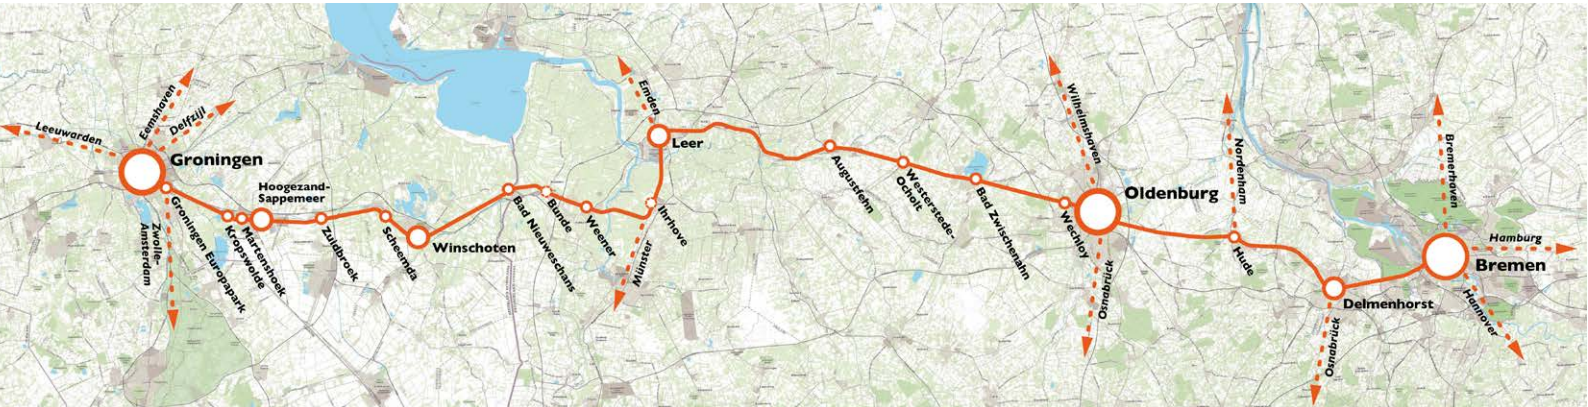 Leeuwarden
Eemshaven
Delfzijl
Groningen
Zwolle-
Amsterdam
Groningen Europapark
Kropswolde
Martenshoek
Hoogezand-
Sappemeer
Zuidbroek
Scheemda
Winschoten
Bad Nieuweschans
Bunde
Weener
Ihrhove
Münster
Emden
Leer
Augustfehn
Westerstede-
Ocholt
Bad Zwischenahn
Wechloy
Wilhelmshaven
Oldenburg
Osnabrück
Nordenham
Hude
Delmenhorst
Osnabrück
Bremerhaven
Hamburg
Bremen
Hannover